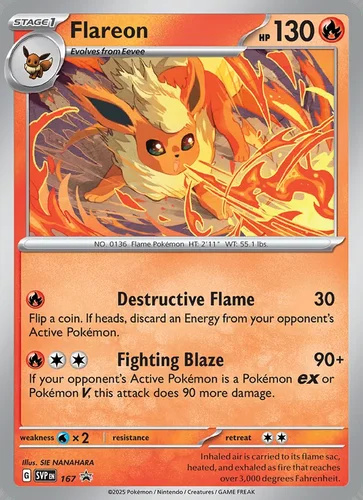 STAGE1 Flareon HP 130
Evolves from Eevee
NO. 0136 Flame Pokémon HT: 2'11" WT: 55.1 lbs.
Destructive Flame 30
Flip a coin. If heads, discard an Energy from your opponent's
Active Pokémon.
Fighting Blaze 90+
If your opponent's Active Pokémon is a Pokémon ex or
Pokémon V, this attack does 90 more damage.
weakness ×2 resistance retreat
Illus. SIE NANAHARA
G SVP EN 167
Inhaled air is carried to its flame sac,
heated, and exhaled as fire that reaches
over 3,000 degrees Fahrenheit.
©2025 Pokémon / Nintendo / Creatures / GAME FREAK